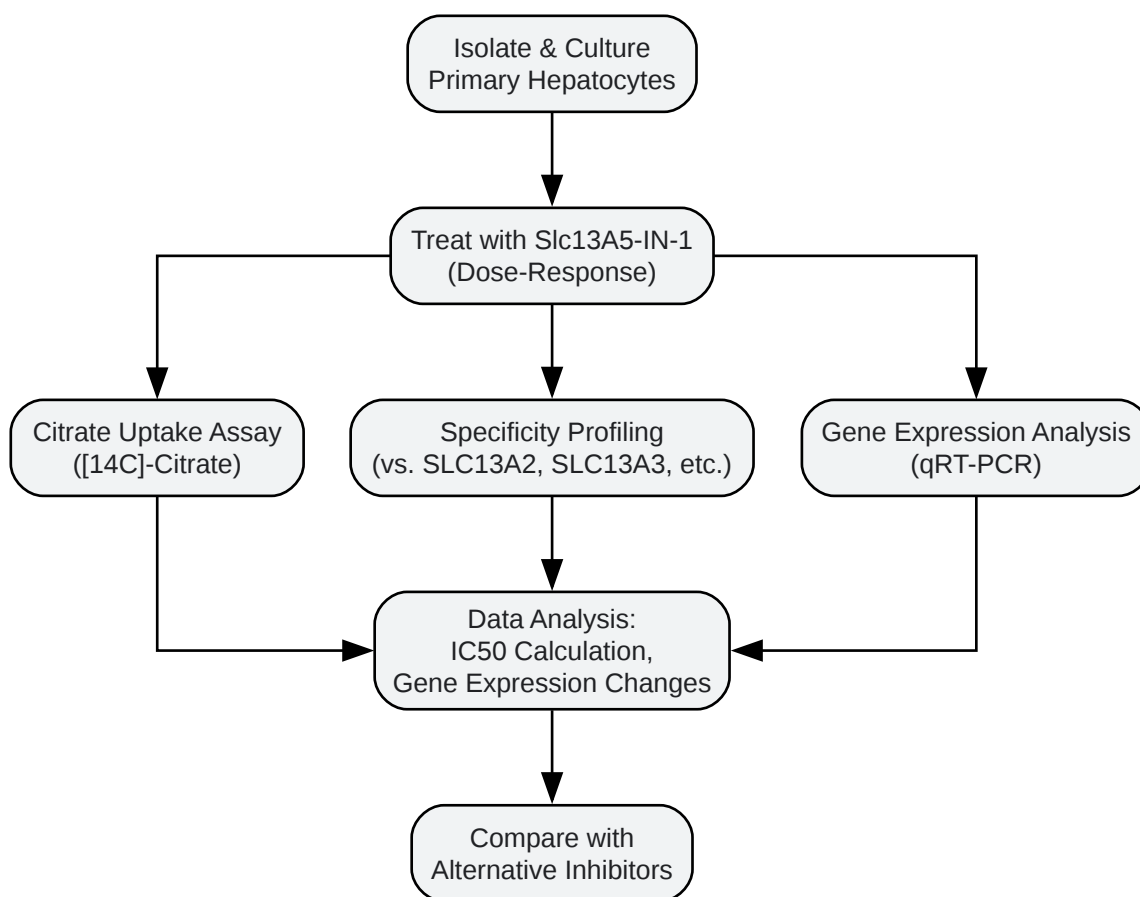 Isolate & Culture
Primary Hepatocytes
Treat with Slc13A5-IN-1
(Dose-Response)
Citrate Uptake Assay
([14C]-Citrate)
Specificity Profiling
(vs. SLC13A2, SLC13A3, etc.)
Gene Expression Analysis
(qRT-PCR)
Data Analysis:
IC50 Calculation,
Gene Expression Changes
Compare with
Alternative Inhibitors